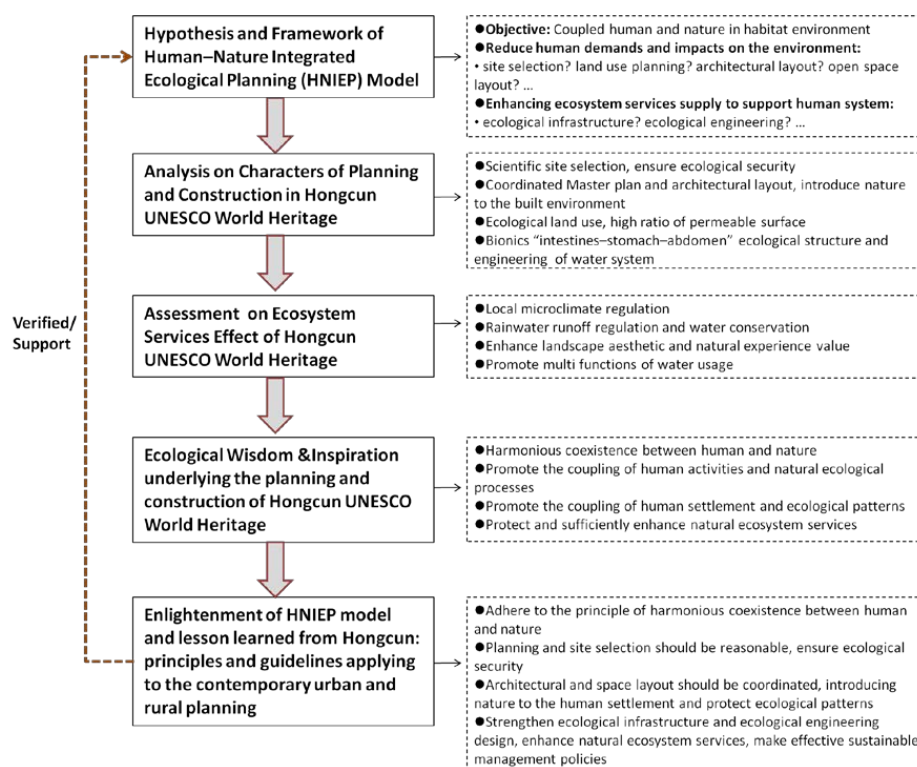 Hypothesis and Framework of
Human–Nature Integrated
Ecological Planning (HNIEP) Model
●Objective: Coupled human and nature in habitat environment
●Reduce human demands and impacts on the environment:
• site selection? land use planning? architectural layout? open space
layout? ...
●Enhancing ecosystem services supply to support human system:
• ecological infrastructure? ecological engineering? ...
Analysis on Characters of Planning
and Construction in Hongcun
UNESCO World Heritage
●Scientific site selection, ensure ecological security
●Coordinated Master plan and architectural layout, introduce nature
to the built environment
●Ecological land use, high ratio of permeable surface
●Bionics “intestines–stomach–abdomen” ecological structure and
engineering of water system
Verified/
Support
Assessment on Ecosystem
Services Effect of Hongcun
UNESCO World Heritage
●Local microclimate regulation
●Rainwater runoff regulation and water conservation
●Enhance landscape aesthetic and natural experience value
●Promote multi functions of water usage
Ecological Wisdom &Inspiration
underlying the planning and
construction of Hongcun UNESCO
World Heritage
●Harmonious coexistence between human and nature
●Promote the coupling of human activities and natural ecological
processes
●Promote the coupling of human settlement and ecological patterns
●Protect and sufficiently enhance natural ecosystem services
Enlightenment of HNIEP model
and lesson learned from Hongcun:
principles and guidelines applying
to the contemporary urban and
rural planning
●Adhere to the principle of harmonious coexistence between human
and nature
●Planning and site selection should be reasonable, ensure ecological
security
●Architectural and space layout should be coordinated, introducing
nature to the human settlement and protect ecological patterns
●Strengthen ecological infrastructure and ecological engineering
design, enhance natural ecosystem services, make effective sustainable
management policies